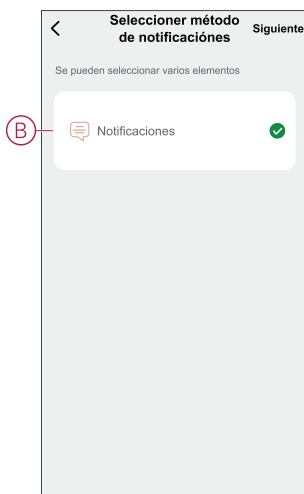 Seleccioner método
de notificaciónes
Siguiente
Se pueden seleccionar varios elementos
B
Notificaciones